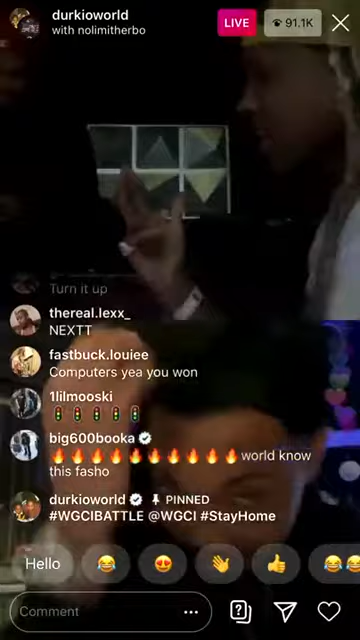 durkioworld
with nolimitherbo
LIVE
91.1K
Turn it up
thereal.lexx_
NEXTT
fastbuck.louiee
Computers yea you won
1lilmooski
🚦🚦🚦🚦🚦
big600booka
🔥🔥🔥🔥🔥🔥🔥🔥🔥🔥world know
this fasho
durkioworld PINNED
#WGCIBATTLE @WGCI #StayHome
Hello 😂 😍 👋 👍 😂😂
Comment